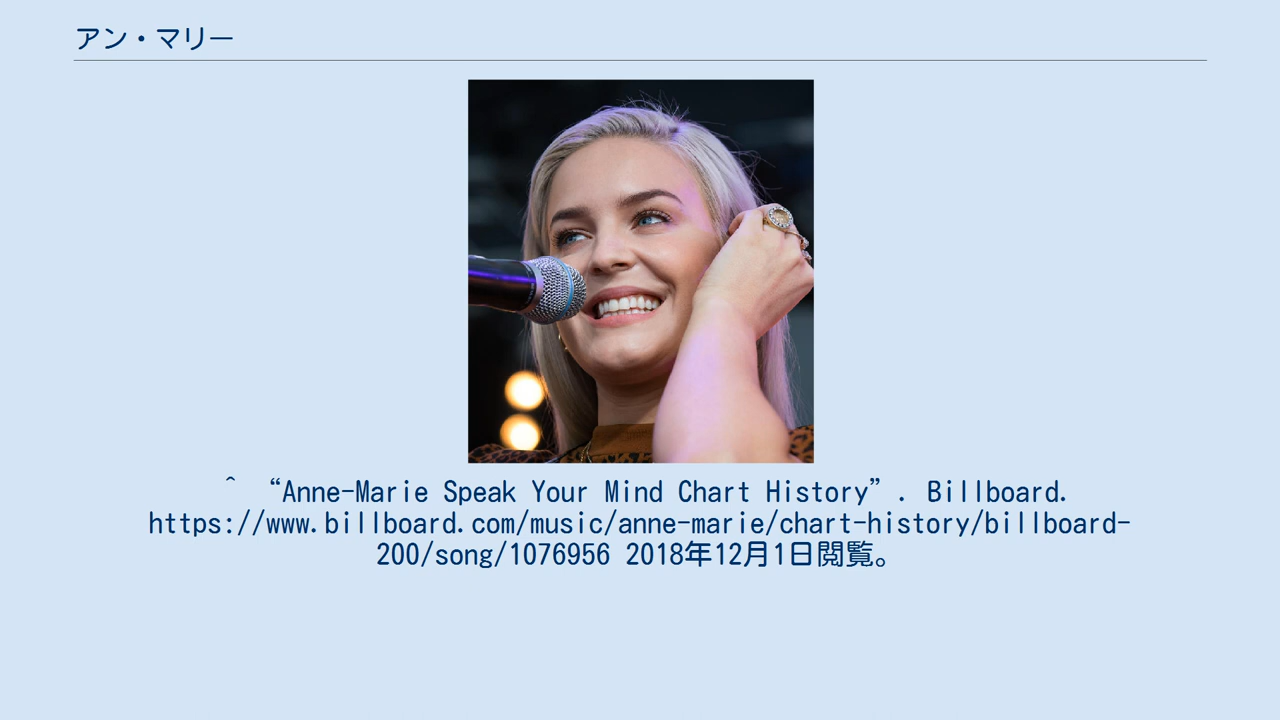 アン・マリー
^ “Anne-Marie Speak Your Mind Chart History”. Billboard.
https://www.billboard.com/music/anne-marie/chart-history/billboard-
200/song/1076956 2018年12月1日閲覧。